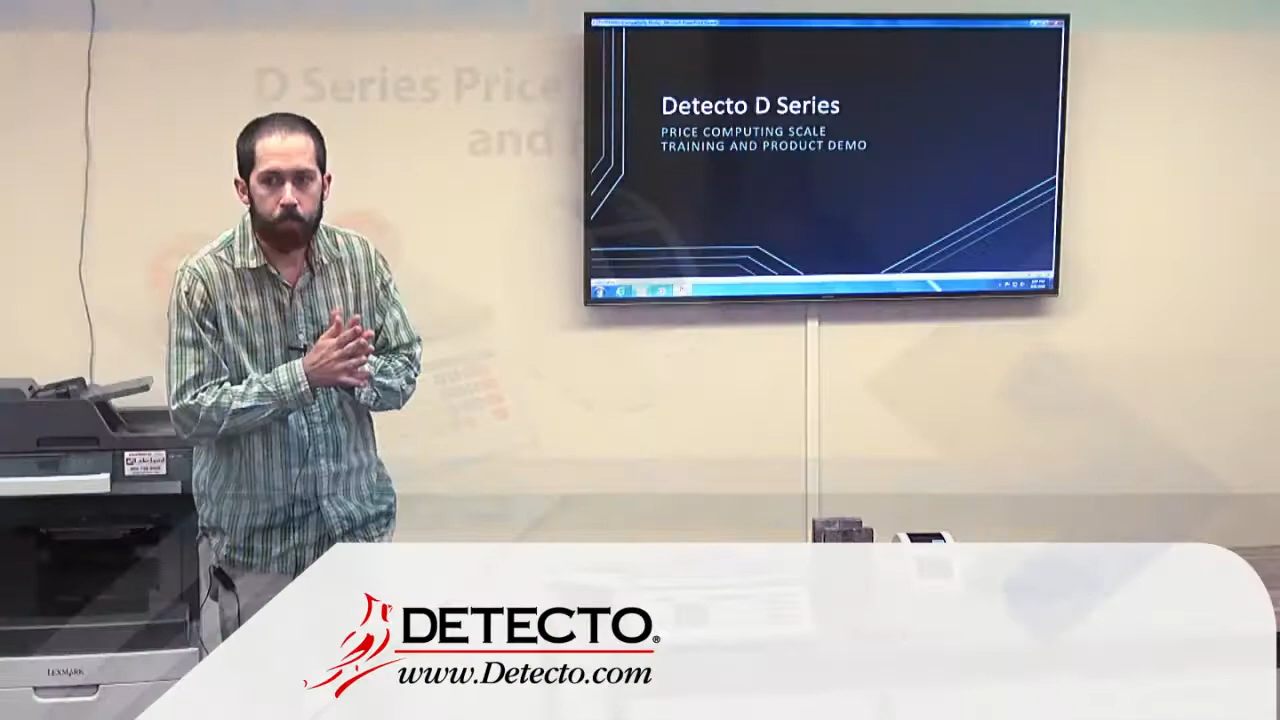 D Series Price
and
Detecto D Series
PRICE COMPUTING SCALE
TRAINING AND PRODUCT DEMO
LEXMARK
DETECTO®
www.Detecto.com